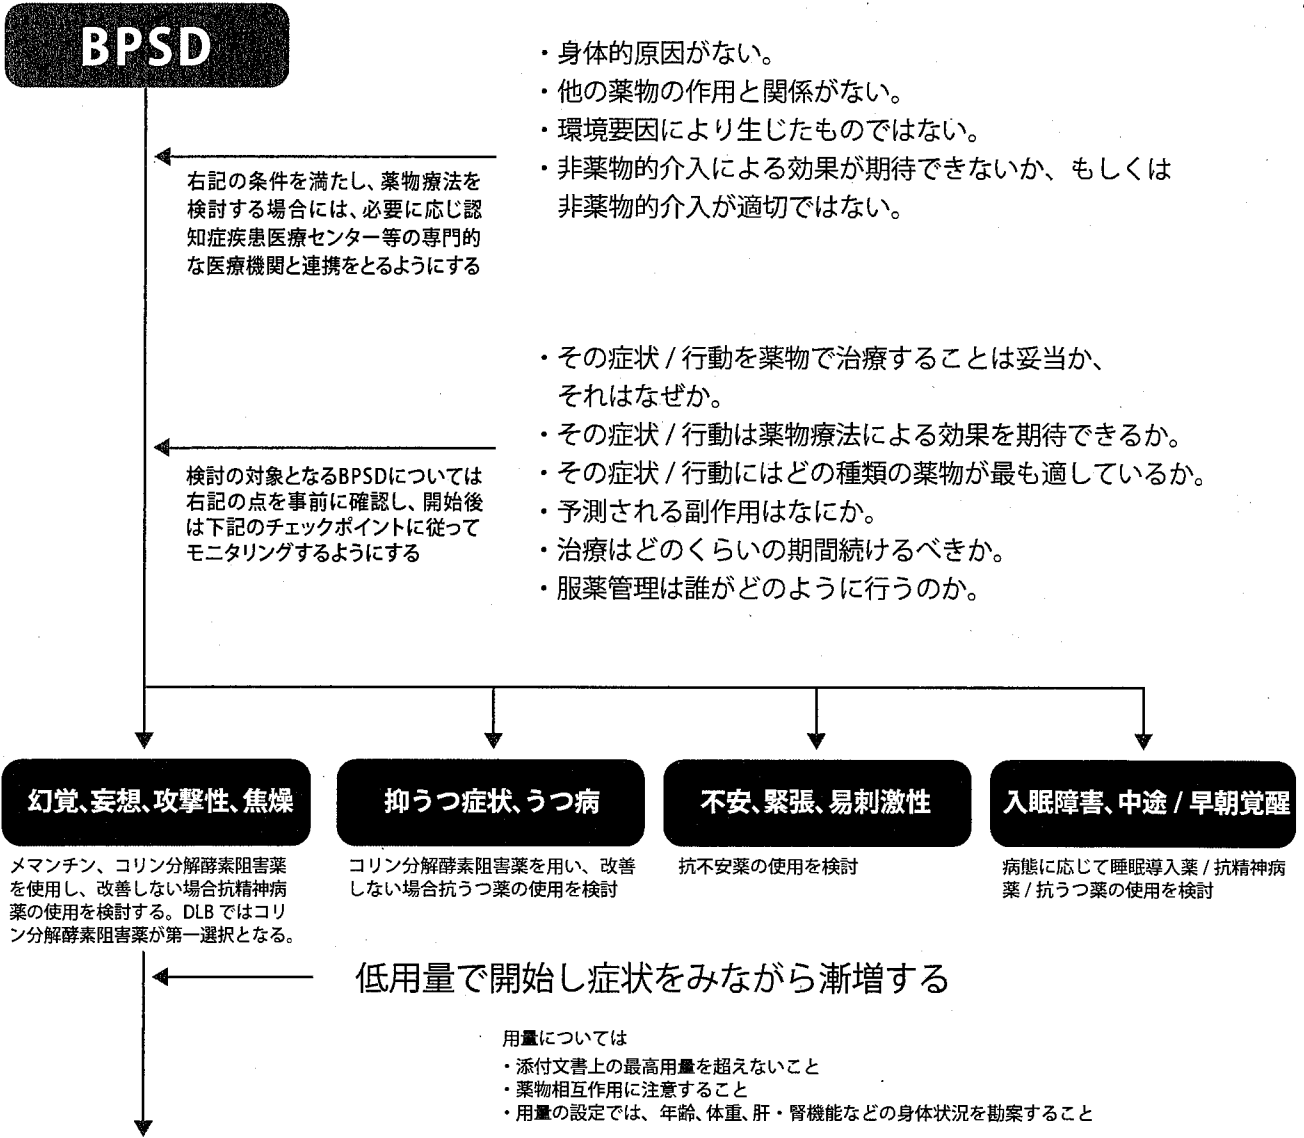 BPSD
・身体的原因がない。
・他の薬物の作用と関係がない。
・環境要因により生じたものではない。
・非薬物的介入による効果が期待できないか、もしくは
非薬物的介入が適切ではない。
右記の条件を満たし、薬物療法を
検討する場合には、必要に応じ認
知症疾患医療センター等の専門的
な医療機関と連携をとるようにする
・その症状 / 行動を薬物で治療することは妥当か、
それはなぜか。
・その症状 / 行動は薬物療法による効果を期待できるか。
・その症状 / 行動にはどの種類の薬物が最も適しているか。
・予測される副作用はなにか。
・治療はどのくらいの期間続けるべきか。
・服薬管理は誰がどのように行うのか。
検討の対象となるBPSDについては
右記の点を事前に確認し、開始後
は下記のチェックポイントに従って
モニタリングするようにする
幻覚、妄想、攻撃性、焦燥
メマンチン、コリン分解酵素阻害薬
を使用し、改善しない場合抗精神病
薬の使用を検討する。DLB ではコリ
ン分解酵素阻害薬が第一選択となる。
抑うつ症状、うつ病
コリン分解酵素阻害薬を用い、改善
しない場合抗うつ薬の使用を検討
不安、緊張、易刺激性
抗不安薬の使用を検討
入眠障害、中途 / 早朝覚醒
病態に応じて睡眠導入薬 / 抗精神病
薬 / 抗うつ薬の使用を検討
低用量で開始し症状をみながら漸増する
用量については
・添付文書上の最高用量を超えないこと
・薬物相互作用に注意すること
・用量の設定では、年齢、体重、肝・腎機能などの身体状況を勘案すること